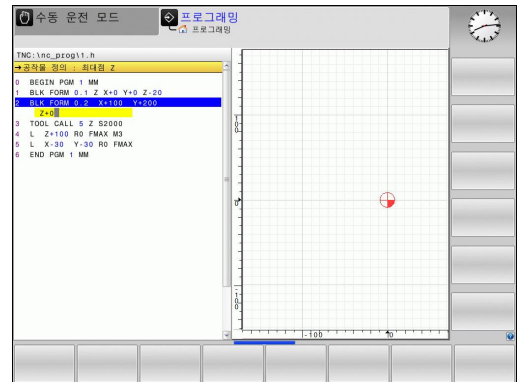 수동 운전 모드
프로그래밍
프로그래밍
TNC:\nc_prog\1.h
→공작물 정의 : 최대점 Z
0 BEGIN PGM 1 MM
1 BLK FORM 0.1 Z X+0 Y+0 Z-20
2 BLK FORM 0.2 X+100 Y+200
Z+0
3 TOOL CALL 5 Z S2000
4 L Z+100 R0 FMAX M3
5 L X-30 Y-30 R0 FMAX
6 END PGM 1 MM
-100
0